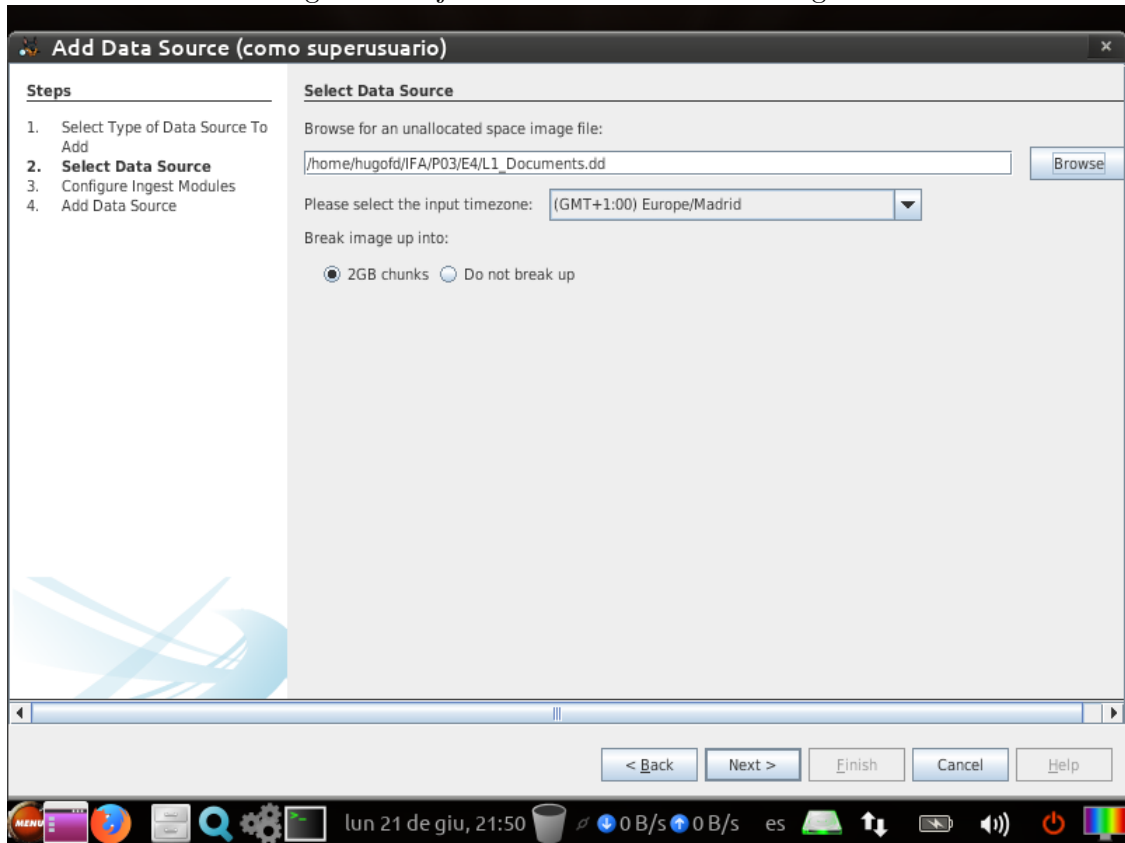 Add Data Source (como superusuario)
Steps
1. Select Type of Data Source To
Add
2. Select Data Source
3. Configure Ingest Modules
4. Add Data Source
Select Data Source
Browse for an unallocated space image file:
/home/hugofd/IFA/P03/E4/L1_Documents.dd
Browse
Please select the input timezone: (GMT+1:00) Europe/Madrid
Break image up into:
2GB chunks Do not break up
< Back Next > Finish Cancel Help
MENU lun 21 de giu, 21:50 0 B/s 0 B/s es